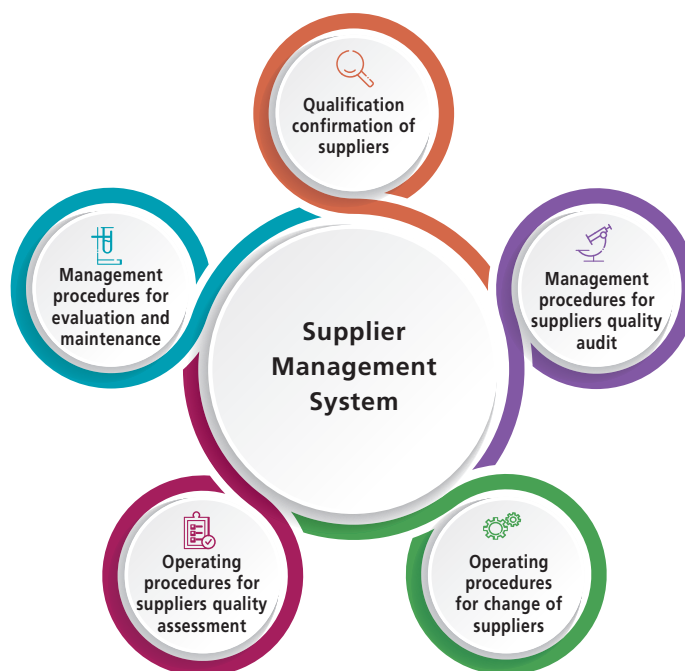 Qualification
confirmation of
suppliers
Management
procedures for
evaluation and
maintenance
Management
procedures for
suppliers quality
audit
Supplier
Management
System
Operating
procedures for
suppliers quality
assessment
Operating
procedures
for change of
suppliers